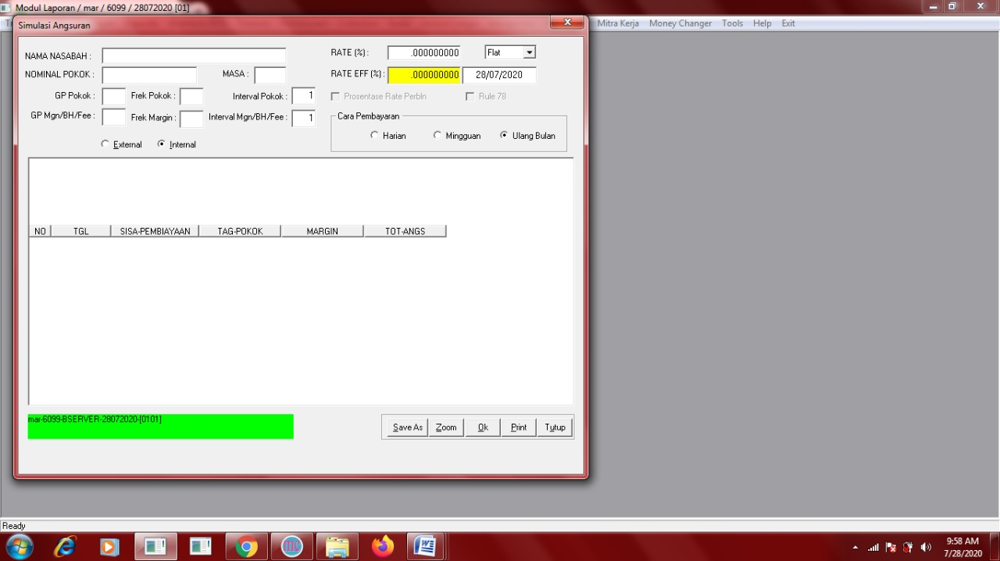 Modul Laporan / mar / 6099 / 28072020 [01]
Mitra Kerja Money Changer Tools Help Exit
Simulasi Angsuran
NAMA NASABAH :
RATE (%) : .000000000 Flat
NOMINAL POKOK : MASA :
RATE EFF (%) : .000000000 28/07/2020
GP Pokok : Frek Pokok : Interval Pokok : 1
Prosentase Rate Perbln Rule 78
GP Mgn/BH/Fee : Frek Margin : Interval Mgn/BH/Fee : 1
Cara Pembayaran
Harian Mingguan Ulang Bulan
External Internal
NO TGL SISA-PEMBIAYAAN TAG-POKOK MARGIN TOT-ANGS
mar-6099-BSERVER-28072020-[0101]
Save As Zoom Ok Print Tutup
Ready
9:58 AM
7/28/2020